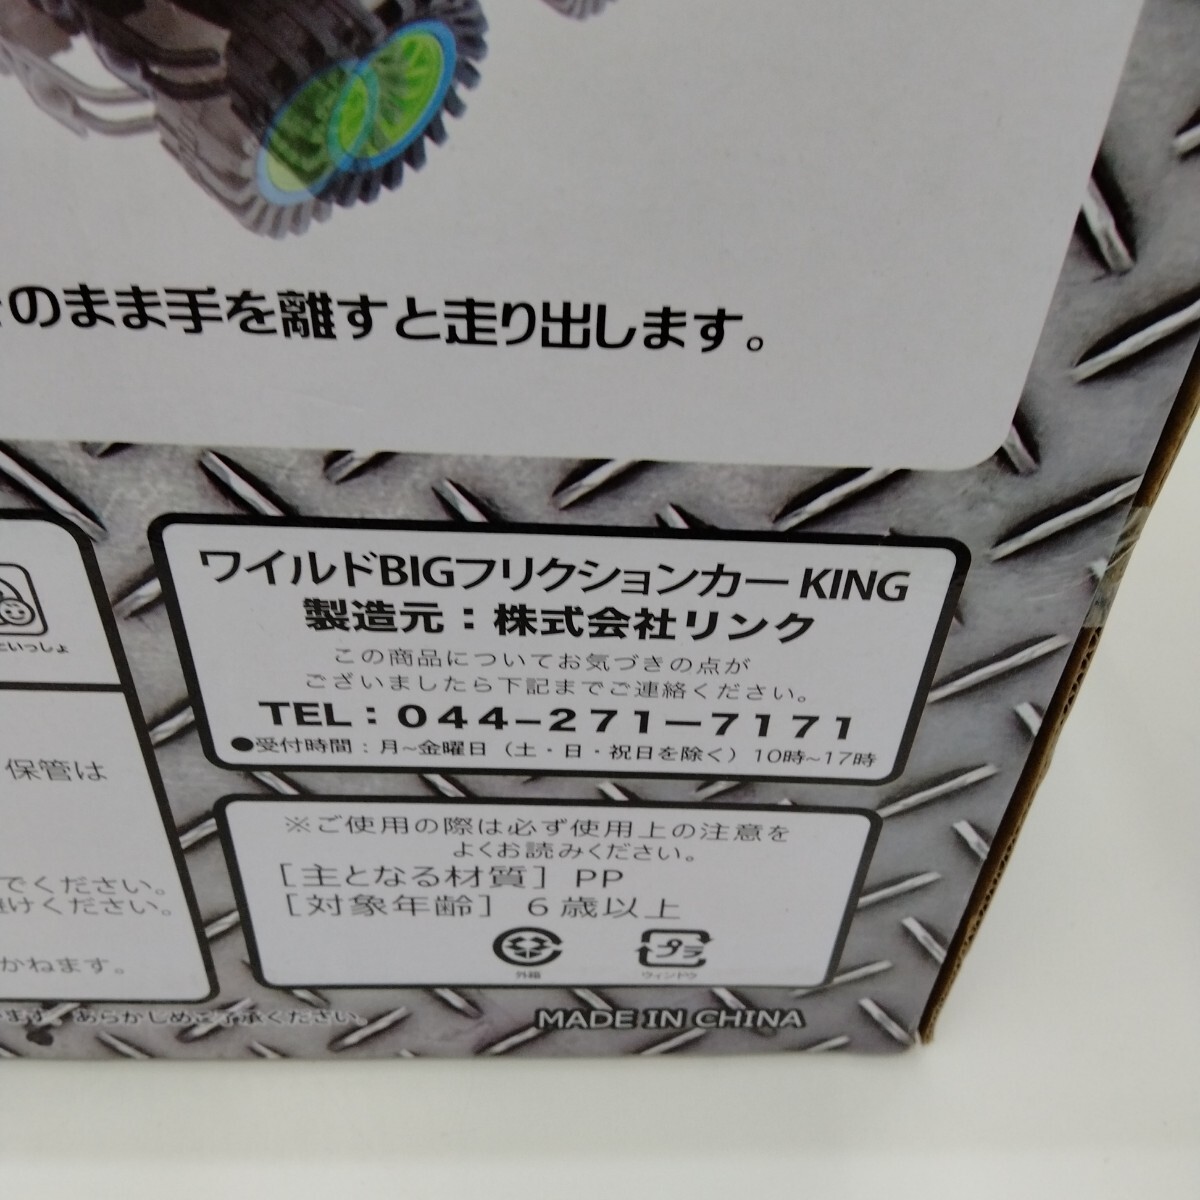 のまま手を離すと走り出します。
ワイルドBIGフリクションカー KING
製造元：株式会社リンク
この商品についてお気づきの点が
ございましたら下記までご連絡ください。
TEL：044-271-7171
●受付時間：月~金曜日（土・日・祝日を除く）10時~17時
といっしょ
保管は
でください。
避けください。
かねます。
ます、あらかじめご了承ください。
※ご使用の際は必ず使用上の注意を
よくお読みください。
［主となる材質］PP
［対象年齢］6歳以上
外箱
プラ
ウィンドウ
MADE IN CHINA